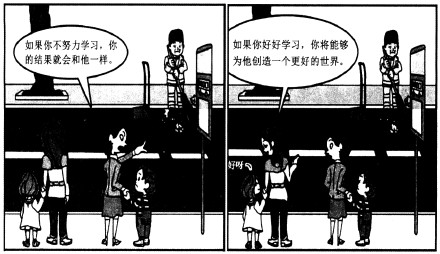 如果你不努力学习，你
的结果就会和他一样。
如果你好好学习，你将能够
为他创造一个更好的世界。
好呀